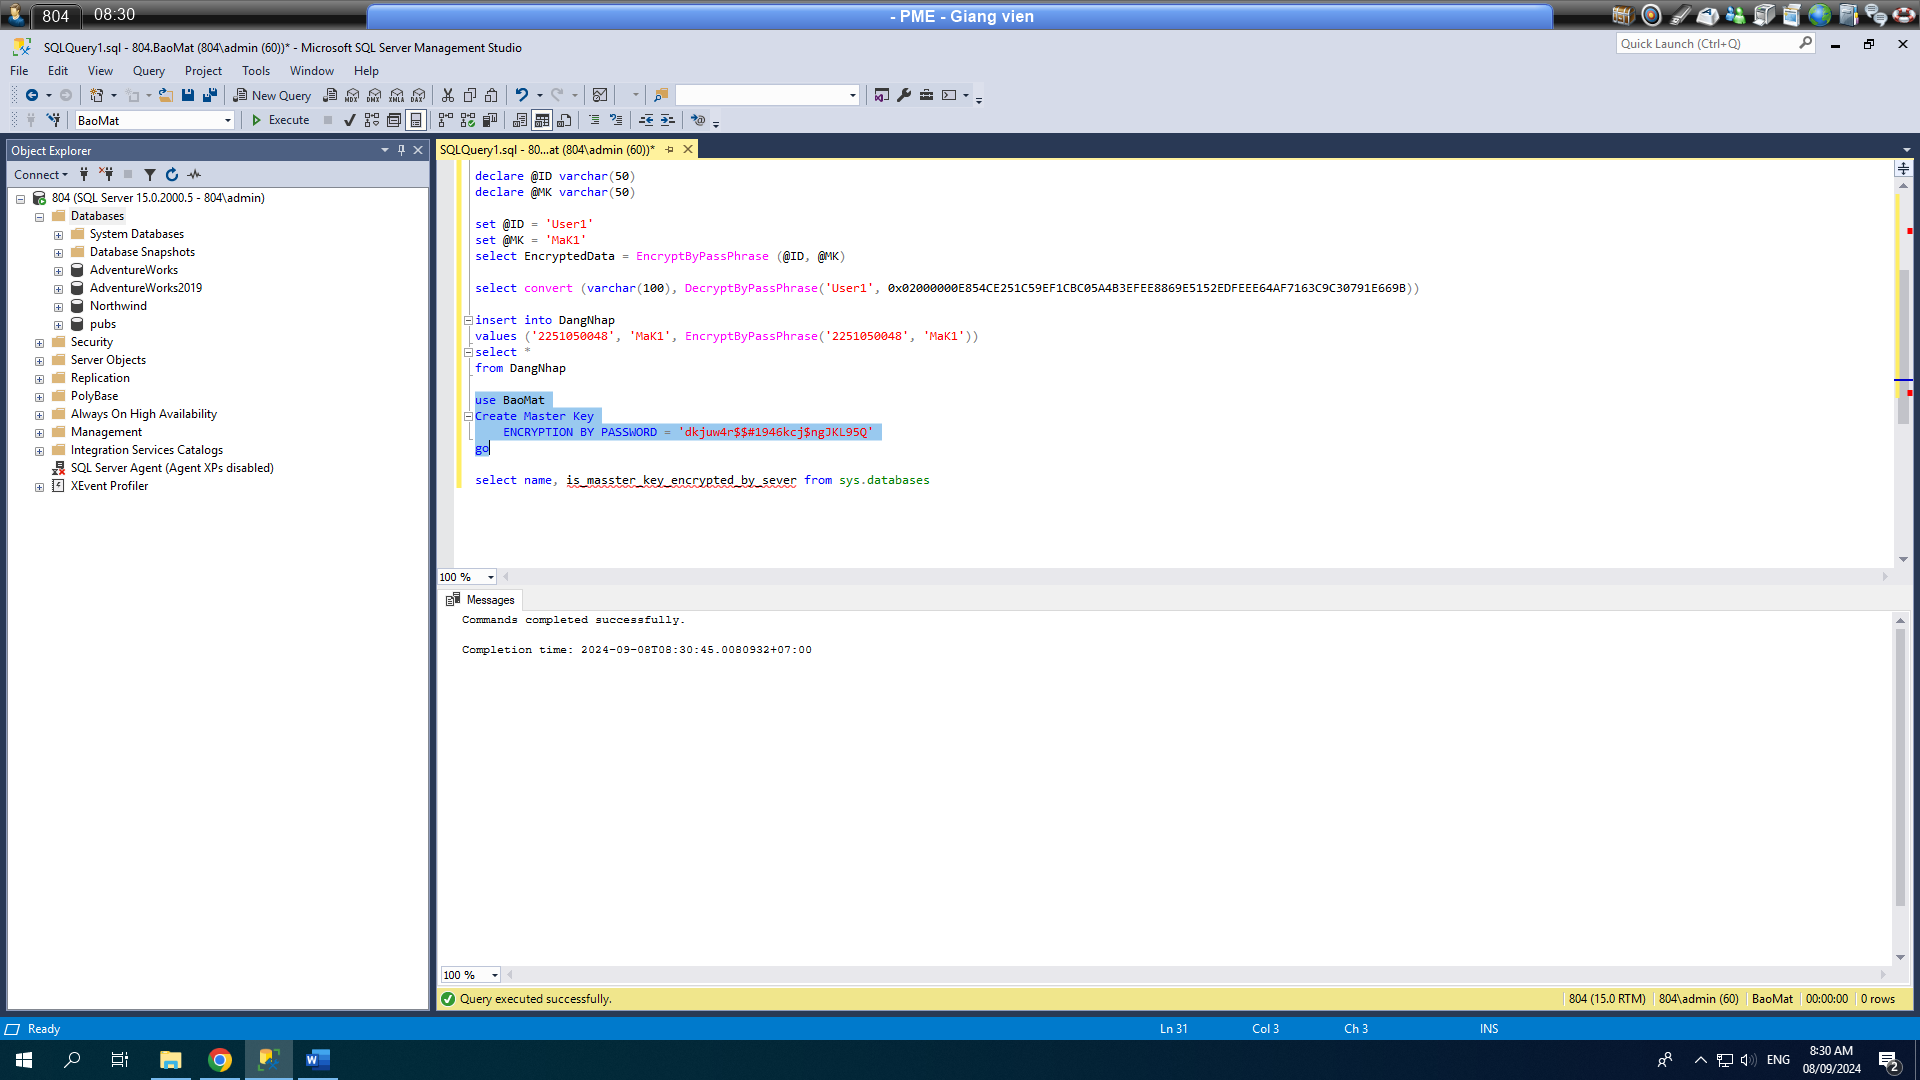 804
08:30
- PME - Giang vien
SQLQuery1.sql - 804.BaoMat (804\admin (60))* - Microsoft SQL Server Management Studio
Quick Launch (Ctrl+Q)
File Edit View Query Project Tools Window Help
New Query
MDX DMX XMLA DAX
BaoMat
Execute
Object Explorer
Connect
804 (SQL Server 15.0.2000.5 - 804\admin)
Databases
System Databases
Database Snapshots
AdventureWorks
AdventureWorks2019
Northwind
pubs
Security
Server Objects
Replication
PolyBase
Always On High Availability
Management
Integration Services Catalogs
SQL Server Agent (Agent XPs disabled)
XEvent Profiler
SQLQuery1.sql - 80...at (804\admin (60))*
declare @ID varchar(50)
declare @MK varchar(50)
set @ID = 'User1'
set @MK = 'MaK1'
select EncryptedData = EncryptByPassPhrase (@ID, @MK)
select convert (varchar(100), DecryptByPassPhrase('User1', 0x02000000E854CE251C59EF1CBC05A4B3EFEE8869E5152EDFEEE64AF7163C9C30791E669B))
insert into DangNhap
values ('2251050048', 'MaK1', EncryptByPassPhrase('2251050048', 'MaK1'))
select *
from DangNhap
use BaoMat
Create Master Key
ENCRYPTION BY PASSWORD = 'dkjuw4r$$#1946kcj$ngJKL95Q'
go
select name, is_masster_key_encrypted_by_sever from sys.databases
100 %
Messages
Commands completed successfully.
Completion time: 2024-09-08T08:30:45.0080932+07:00
100 %
Query executed successfully.
804 (15.0 RTM) 804\admin (60) BaoMat 00:00:00 0 rows
Ready
Ln 31 Col 3 Ch 3 INS
ENG
8:30 AM
08/09/2024
2